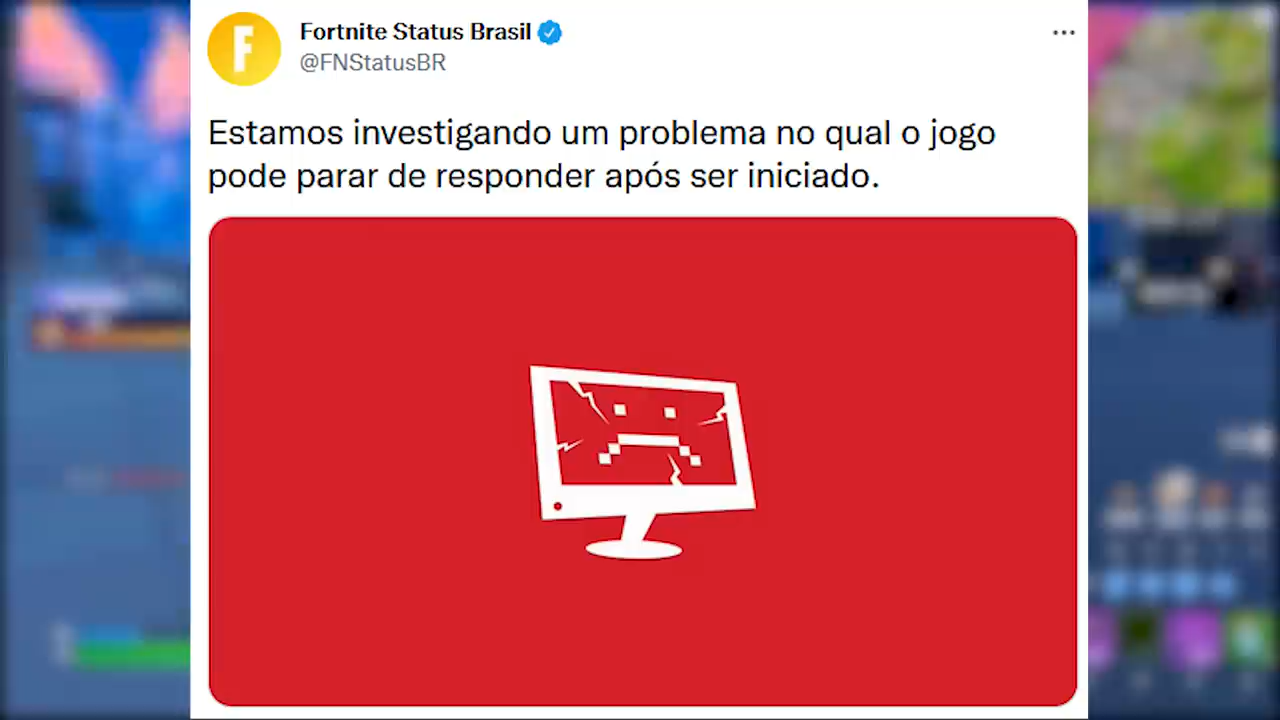 Fortnite Status Brasil
@FNStatusBR
Estamos investigando um problema no qual o jogo
pode parar de responder após ser iniciado.